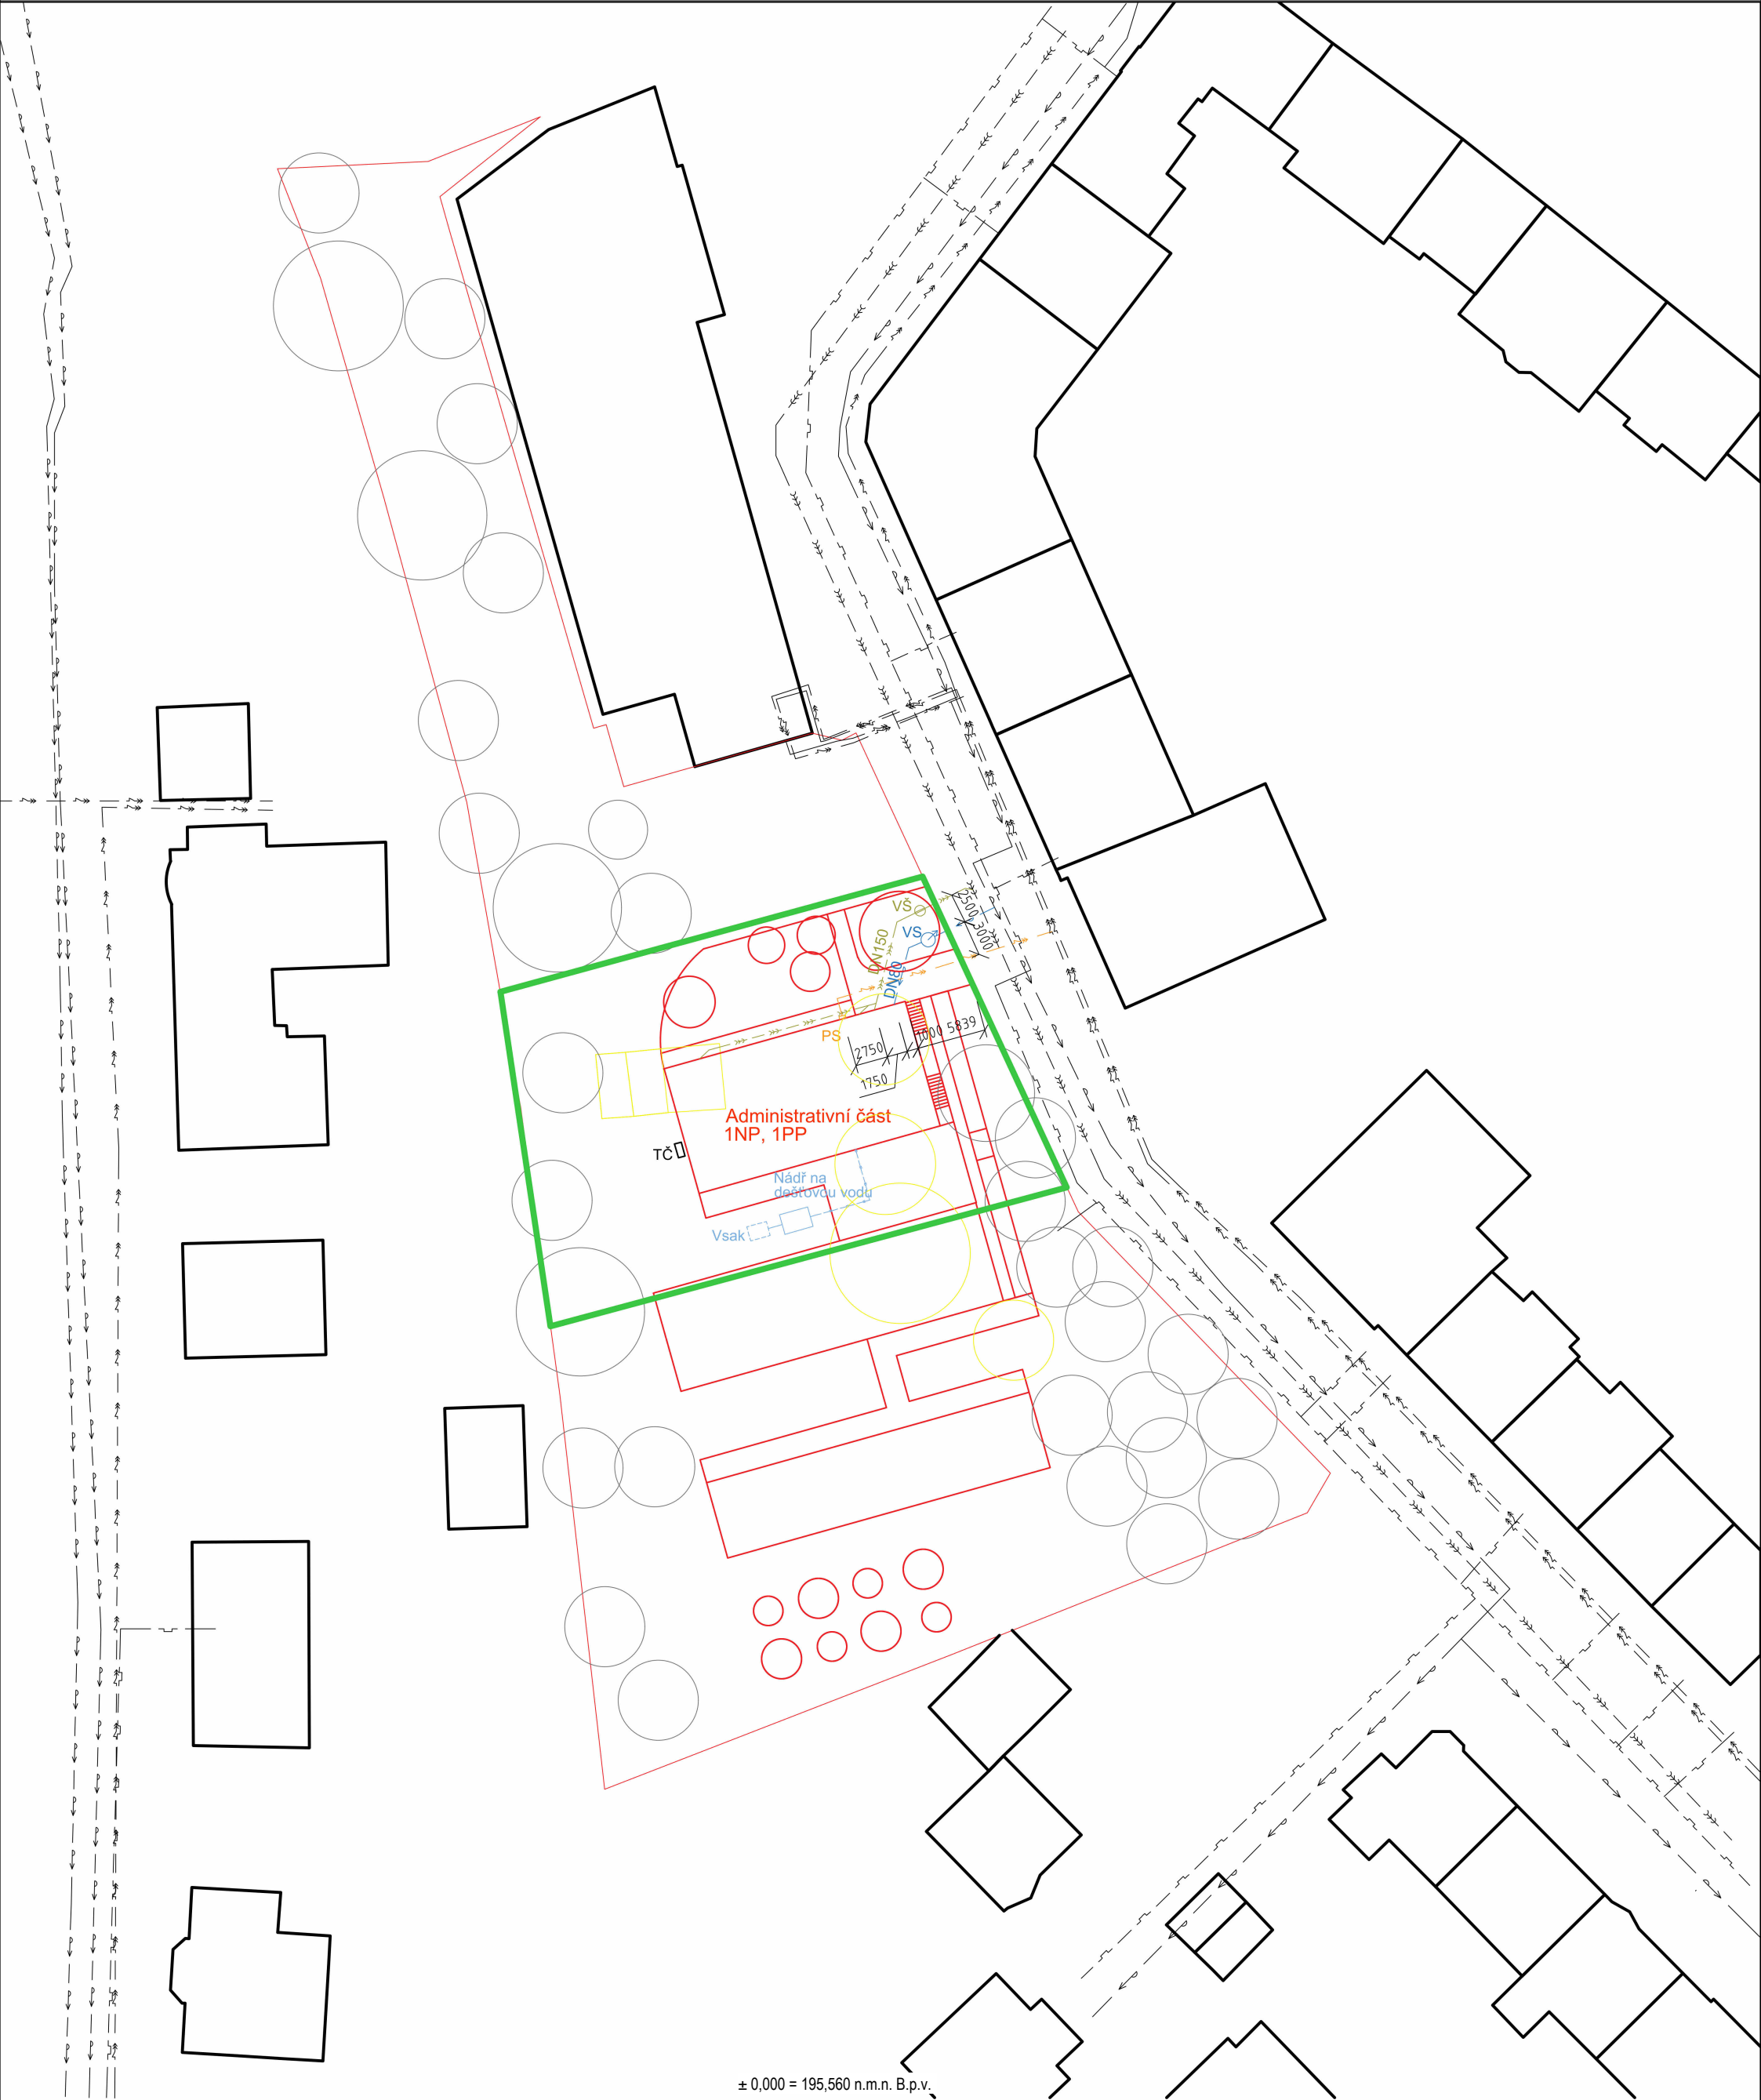 VŠ
VS
DN150
DN80
2500
3000
PS
2750
1000
5839
1750
Administrativní část
1NP, 1PP
TČ
Nádř na
dešťovou vodu
Vsak
± 0,000 = 195,560 n.m.n. B.p.v.